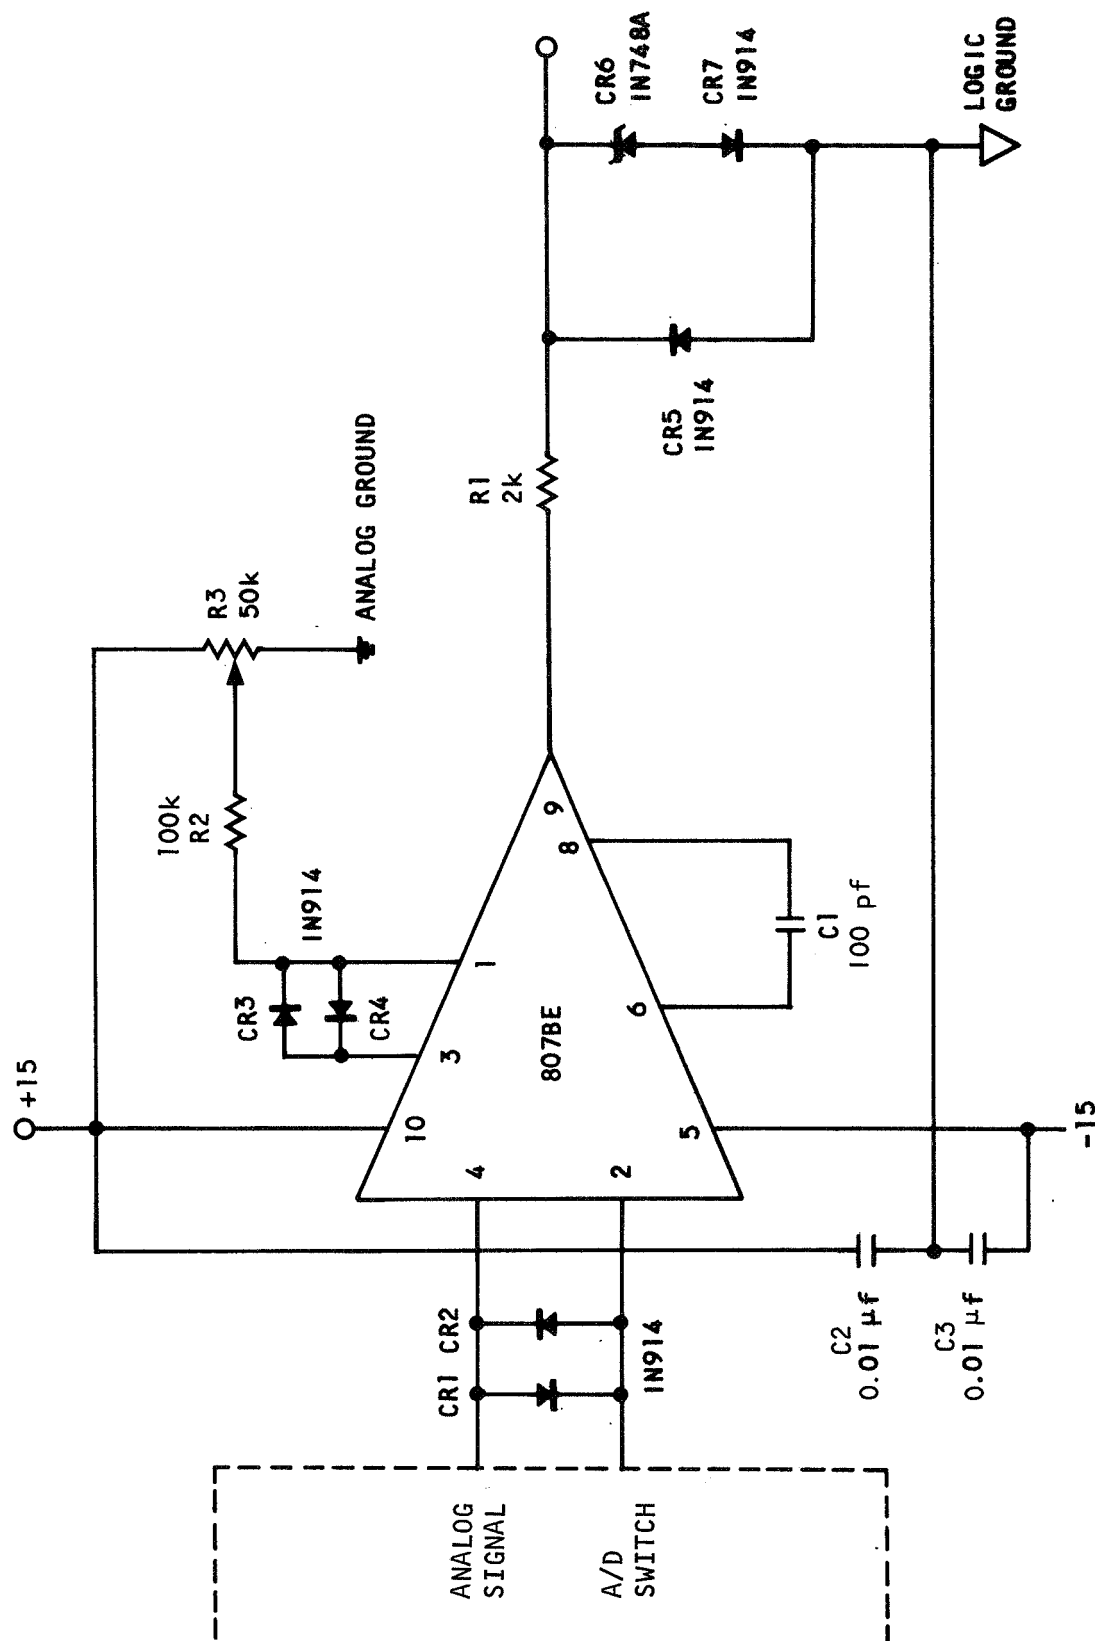 +15
R3
50k
ANALOG GROUND
100k
R2
IN914
CR3
CR4
R1
2k
CR5
IN914
CR6
IN748A
CR7
IN914
LOGIC
GROUND
ANALOG
SIGNAL
A/D
SWITCH
CR1
CR2
IN914
10
3
1
4
2
807BE
9
8
5
6
C1
100 pf
C2
0.01 µf
C3
0.01 µf
-15